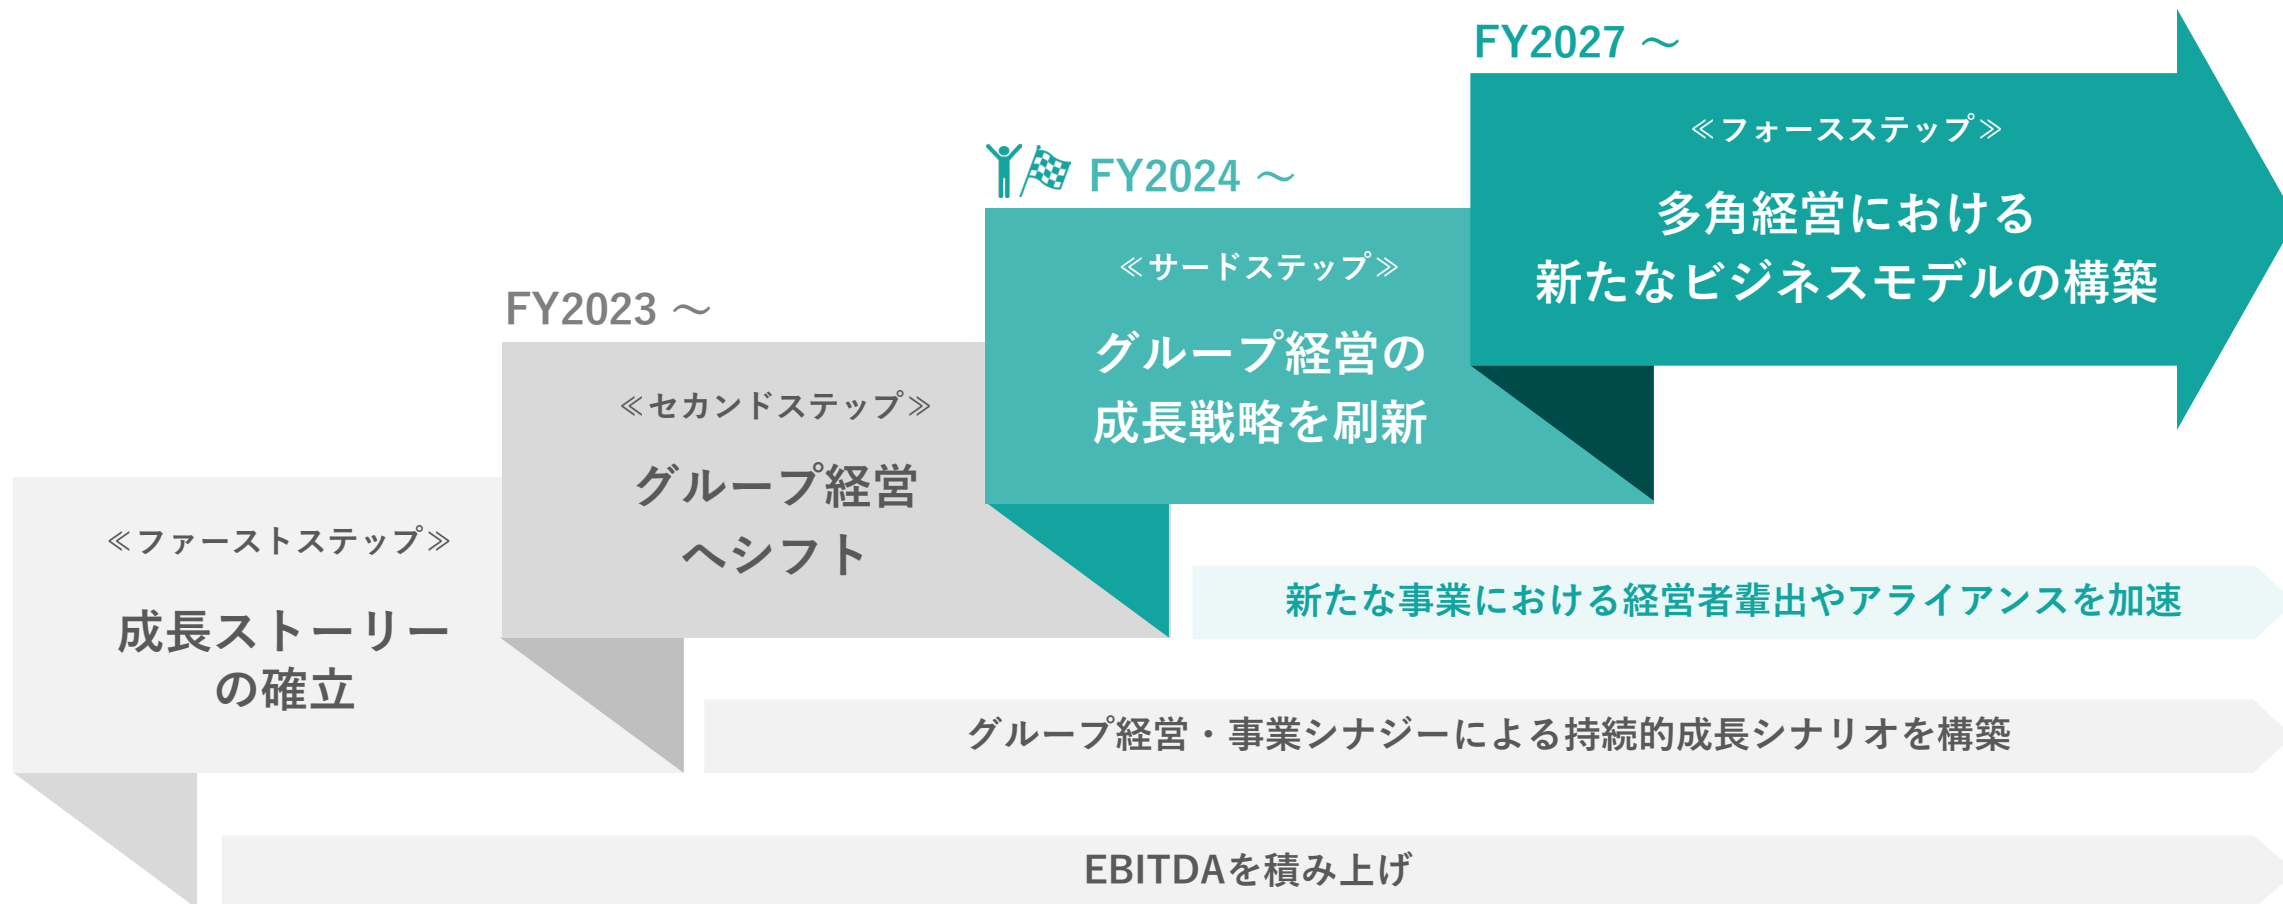 FY2027 ～
≪フォースステップ≫
多角経営における
新たなビジネスモデルの構築
FY2024 ～
≪サードステップ≫
グループ経営の
成長戦略を刷新
FY2023 ～
≪セカンドステップ≫
グループ経営
へシフト
≪ファーストステップ≫
成長ストーリー
の確立
新たな事業における経営者輩出やアライアンスを加速
グループ経営・事業シナジーによる持続的成長シナリオを構築
EBITDAを積み上げ